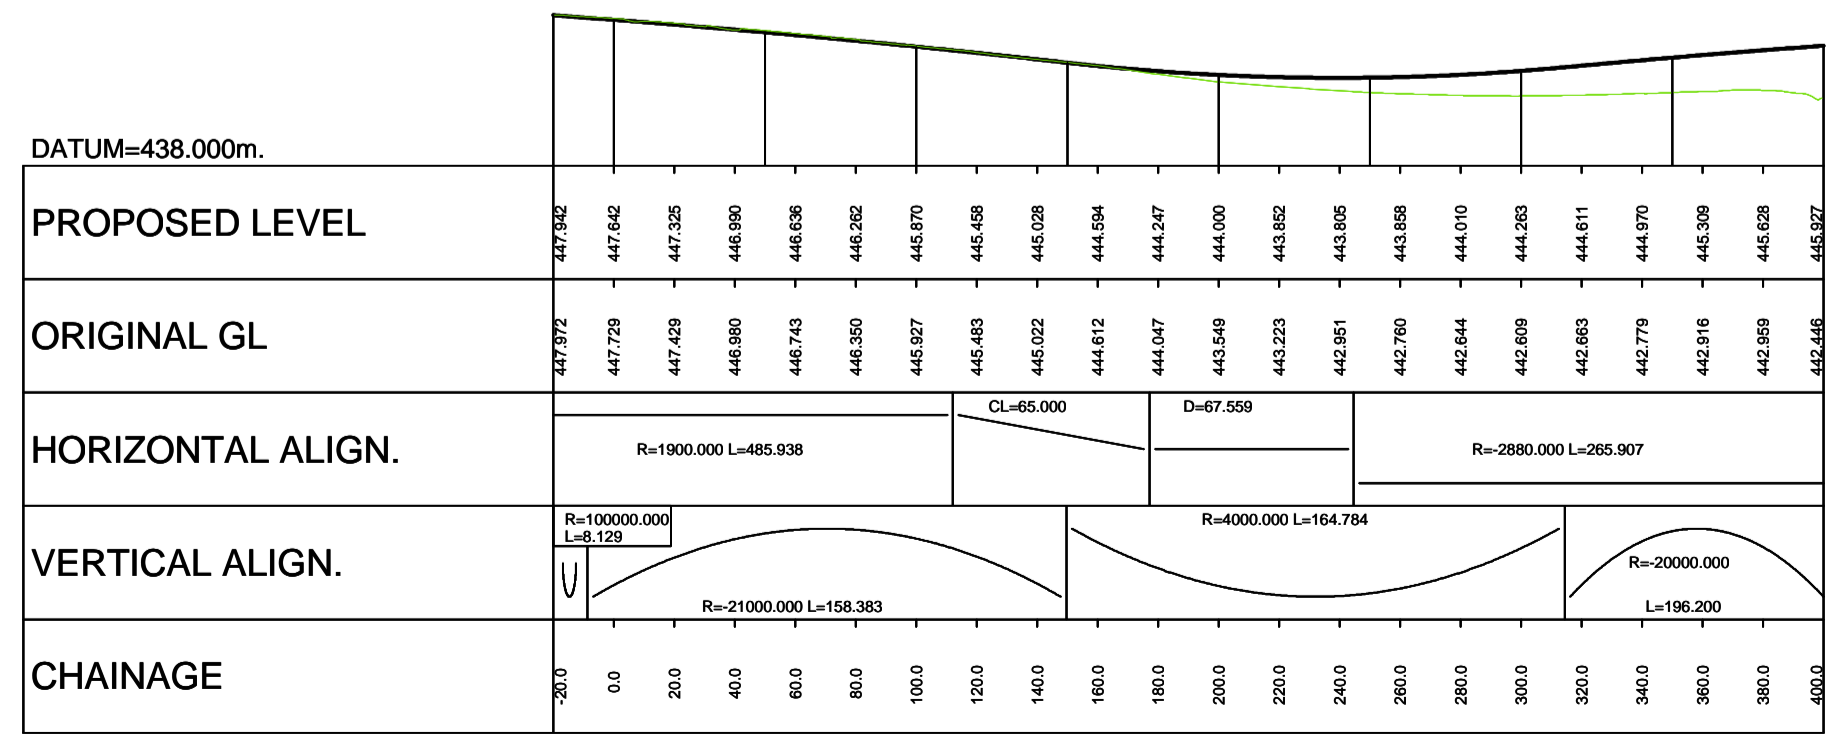 DATUM=438.000m.
PROPOSED LEVEL
447.942 447.642 447.325 446.990 446.636 446.262 445.870 445.458 445.028 444.594 444.247 444.000 443.852 443.805 443.858 444.010 444.263 444.611 444.970 445.309 445.628 445.927
ORIGINAL GL
447.972 447.729 447.429 446.980 446.743 446.350 445.927 445.483 445.022 444.612 444.047 443.549 443.223 442.951 442.760 442.644 442.609 442.663 442.779 442.916 442.959 442.446
CL=65.000 D=67.559
HORIZONTAL ALIGN.
R=1900.000 L=485.938 R=-2880.000 L=265.907
R=100000.000 R=4000.000 L=164.784
L=8.129
VERTICAL ALIGN.
R=-20000.000
R=-21000.000 L=158.383 L=196.200
CHAINAGE
-20.0 0.0 20.0 40.0 60.0 80.0 100.0 120.0 140.0 160.0 180.0 200.0 220.0 240.0 260.0 280.0 300.0 320.0 340.0 360.0 380.0 400.0